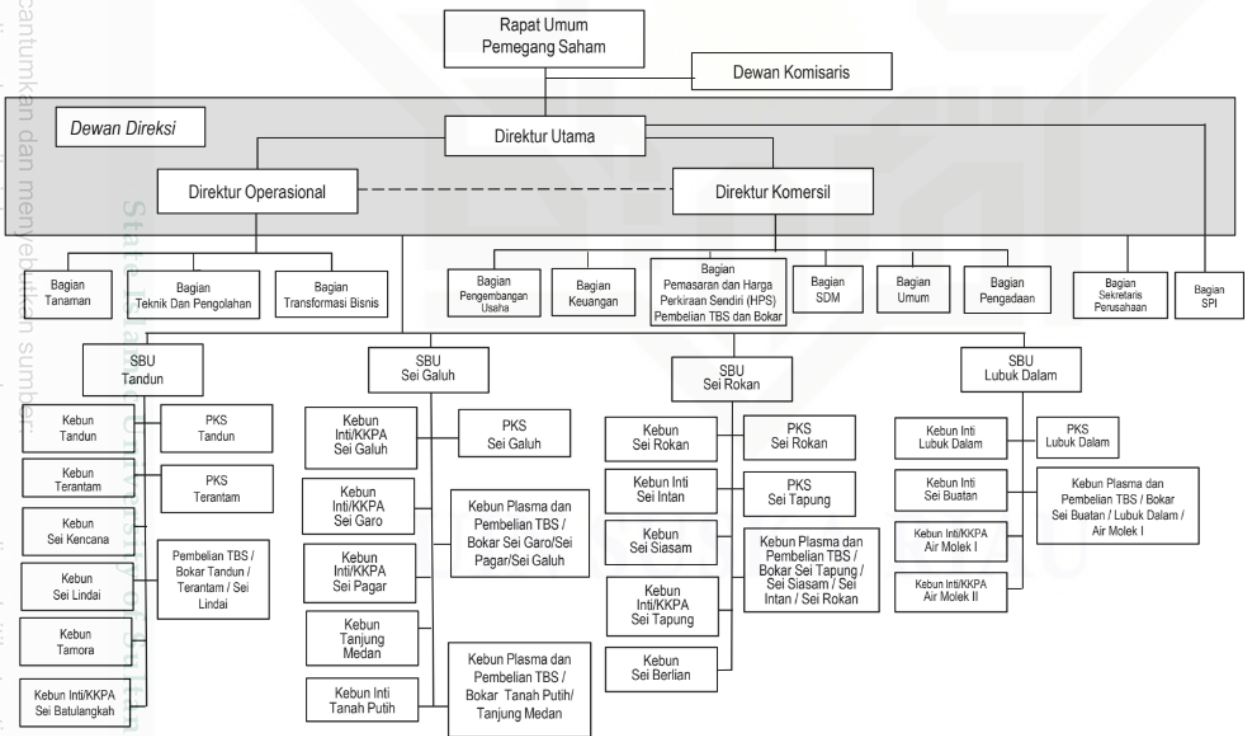 Rapat Umum
Pemegang Saham
Dewan Komisaris
Dewan Direksi
Direktur Utama
Direktur Operasional
Direktur Komersil
Bagian
Tanaman
Bagian
Teknik Dan Pengolahan
Bagian
Transformasi Bisnis
Bagian
Pengembangan
Usaha
Bagian
Keuangan
Bagian
Pemasaran dan Harga
Perkiraan Sendiri (HPS)
Pembelian TBS dan Bokar
Bagian
SDM
Bagian
Umum
Bagian
Pengadaan
Bagian
Sekretaris
Perusahaan
Bagian
SPI
SBU
Tandun
Kebun
Tandun
PKS
Tandun
Kebun
Terantam
PKS
Terantam
Kebun
Sei Kencana
Pembelian TBS /
Bokar Tandun /
Terantam / Sei
Lindai
Kebun
Sei Lindai
Kebun
Tamora
Kebun Inti/KKPA
Sei Batulangkah
SBU
Sei Galuh
Kebun
Inti/KKPA
Sei Galuh
PKS
Sei Galuh
Kebun
Inti/KKPA
Sei Garo
Kebun Plasma dan
Pembelian TBS /
Bokar Sei Garo/Sei
Pagar/Sei Galuh
Kebun
Inti/KKPA
Sei Pagar
Kebun
Tanjung
Medan
Kebun Inti
Tanah Putih
Kebun Plasma dan
Pembelian TBS /
Bokar Tanah Putih/
Tanjung Medan
SBU
Sei Rokan
Kebun
Sei Rokan
PKS
Sei Rokan
Kebun Inti
Sei Intan
PKS
Sei Tapung
Kebun
Sei Siasam
Kebun Plasma dan
Pembelian TBS /
Bokar Sei Tapung /
Sei Siasam / Sei
Intan / Sei Rokan
Kebun
Inti/KKPA
Sei Tapung
Kebun
Sei Berlian
SBU
Lubuk Dalam
Kebun Inti
Lubuk Dalam
PKS
Lubuk Dalam
Kebun Inti
Sei Buatan
Kebun Plasma dan
Pembelian TBS / Bokar
Sei Buatan / Lubuk Dalam /
Air Molek I
Kebun Inti/KKPA
Air Molek I
Kebun Inti/KKPA
Air Molek II
cantumkan dan menyebutkan sumber:
State Islamic University of Sultan